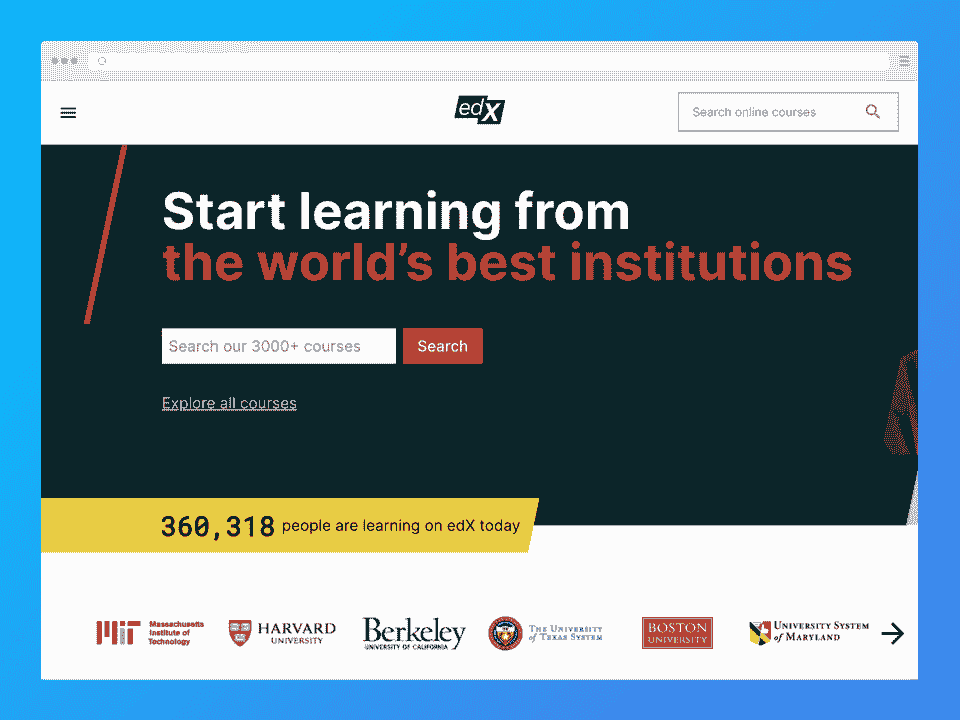 edX
Search online courses
Start learning from
the world's best institutions
Search our 3000+ courses
Search
Explore all courses
360,318 people are learning on edX today
MIT
Massachusetts
Institute of
Technology
HARVARD
UNIVERSITY
Berkeley
UNIVERSITY OF CALIFORNIA
THE UNIVERSITY
of TEXAS SYSTEM
BOSTON
UNIVERSITY
UNIVERSITY SYSTEM
of MARYLAND